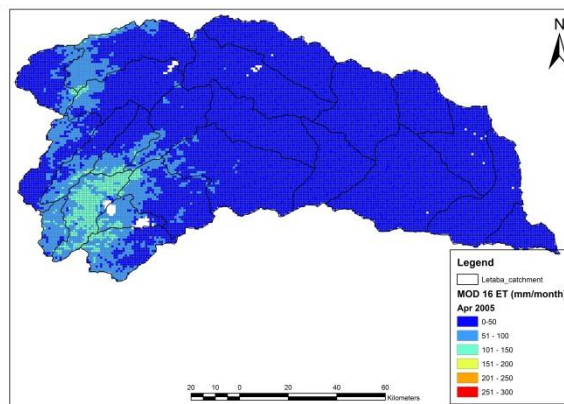 N
Legend
Letaba_catchment
MOD 16 ET (mm/month)
Apr 2005
0-50
51 - 100
101 - 150
151 - 200
201 - 250
251 - 300
20 10 0 20 40 60
Kilometers